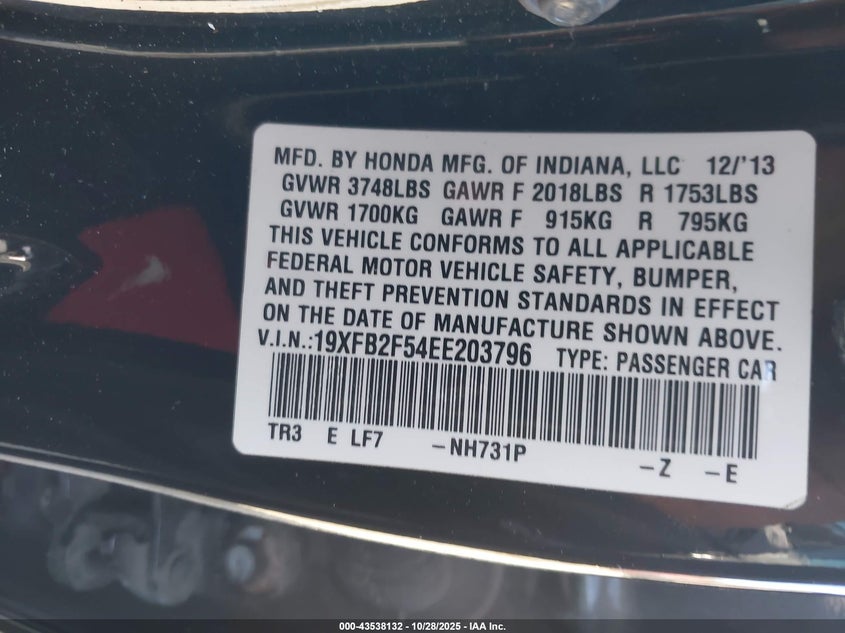 MFD. BY HONDA MFG. OF INDIANA, LLC 12/'13
GVWR 3748LBS GAWR F 2018LBS R 1753LBS
GVWR 1700KG GAWR F 915KG R 795KG
THIS VEHICLE CONFORMS TO ALL APPLICABLE
FEDERAL MOTOR VEHICLE SAFETY, BUMPER,
AND THEFT PREVENTION STANDARDS IN EFFECT
ON THE DATE OF MANUFACTURE SHOWN ABOVE.
V.I.N.:19XFB2F54EE203796 TYPE: PASSENGER CAR
TR3 E LF7 -NH731P -Z -E
000-43538132 - 10/28/2025 - IAA Inc.